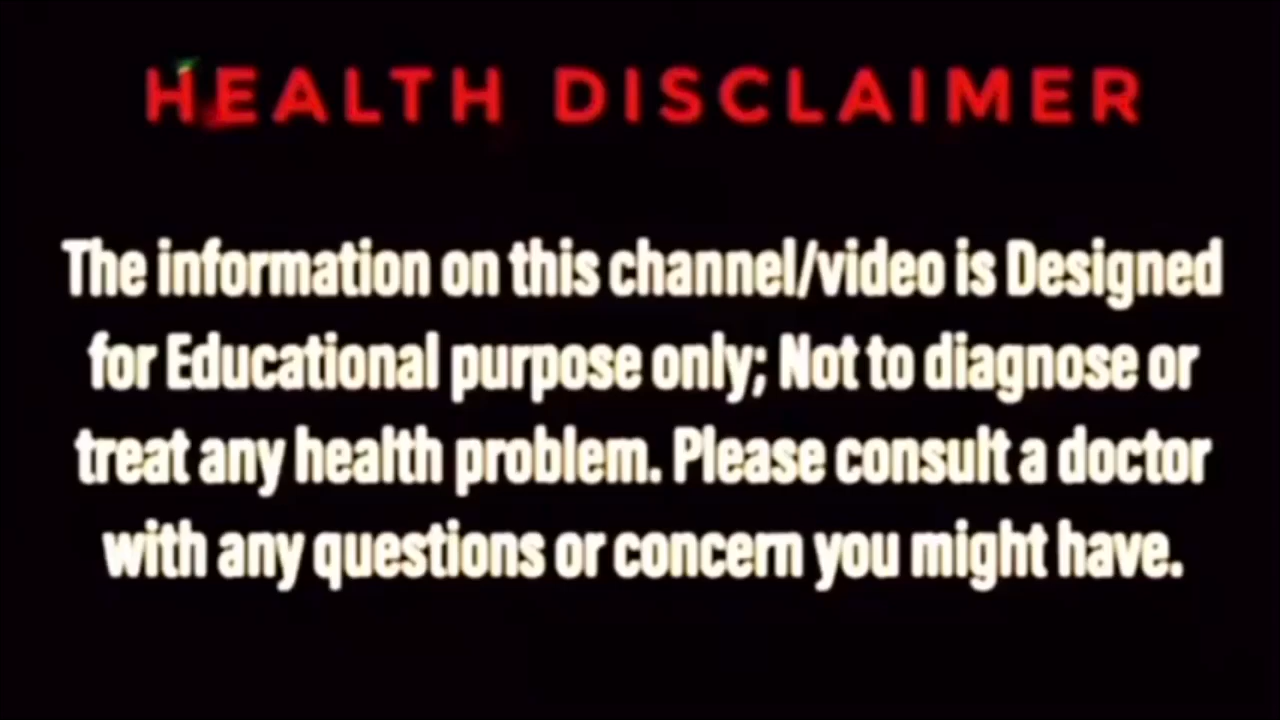 HEALTH DISCLAIMER
The information on this channel/video is Designed
for Educational purpose only; Not to diagnose or
treat any health problem. Please consult a doctor
with any questions or concern you might have.